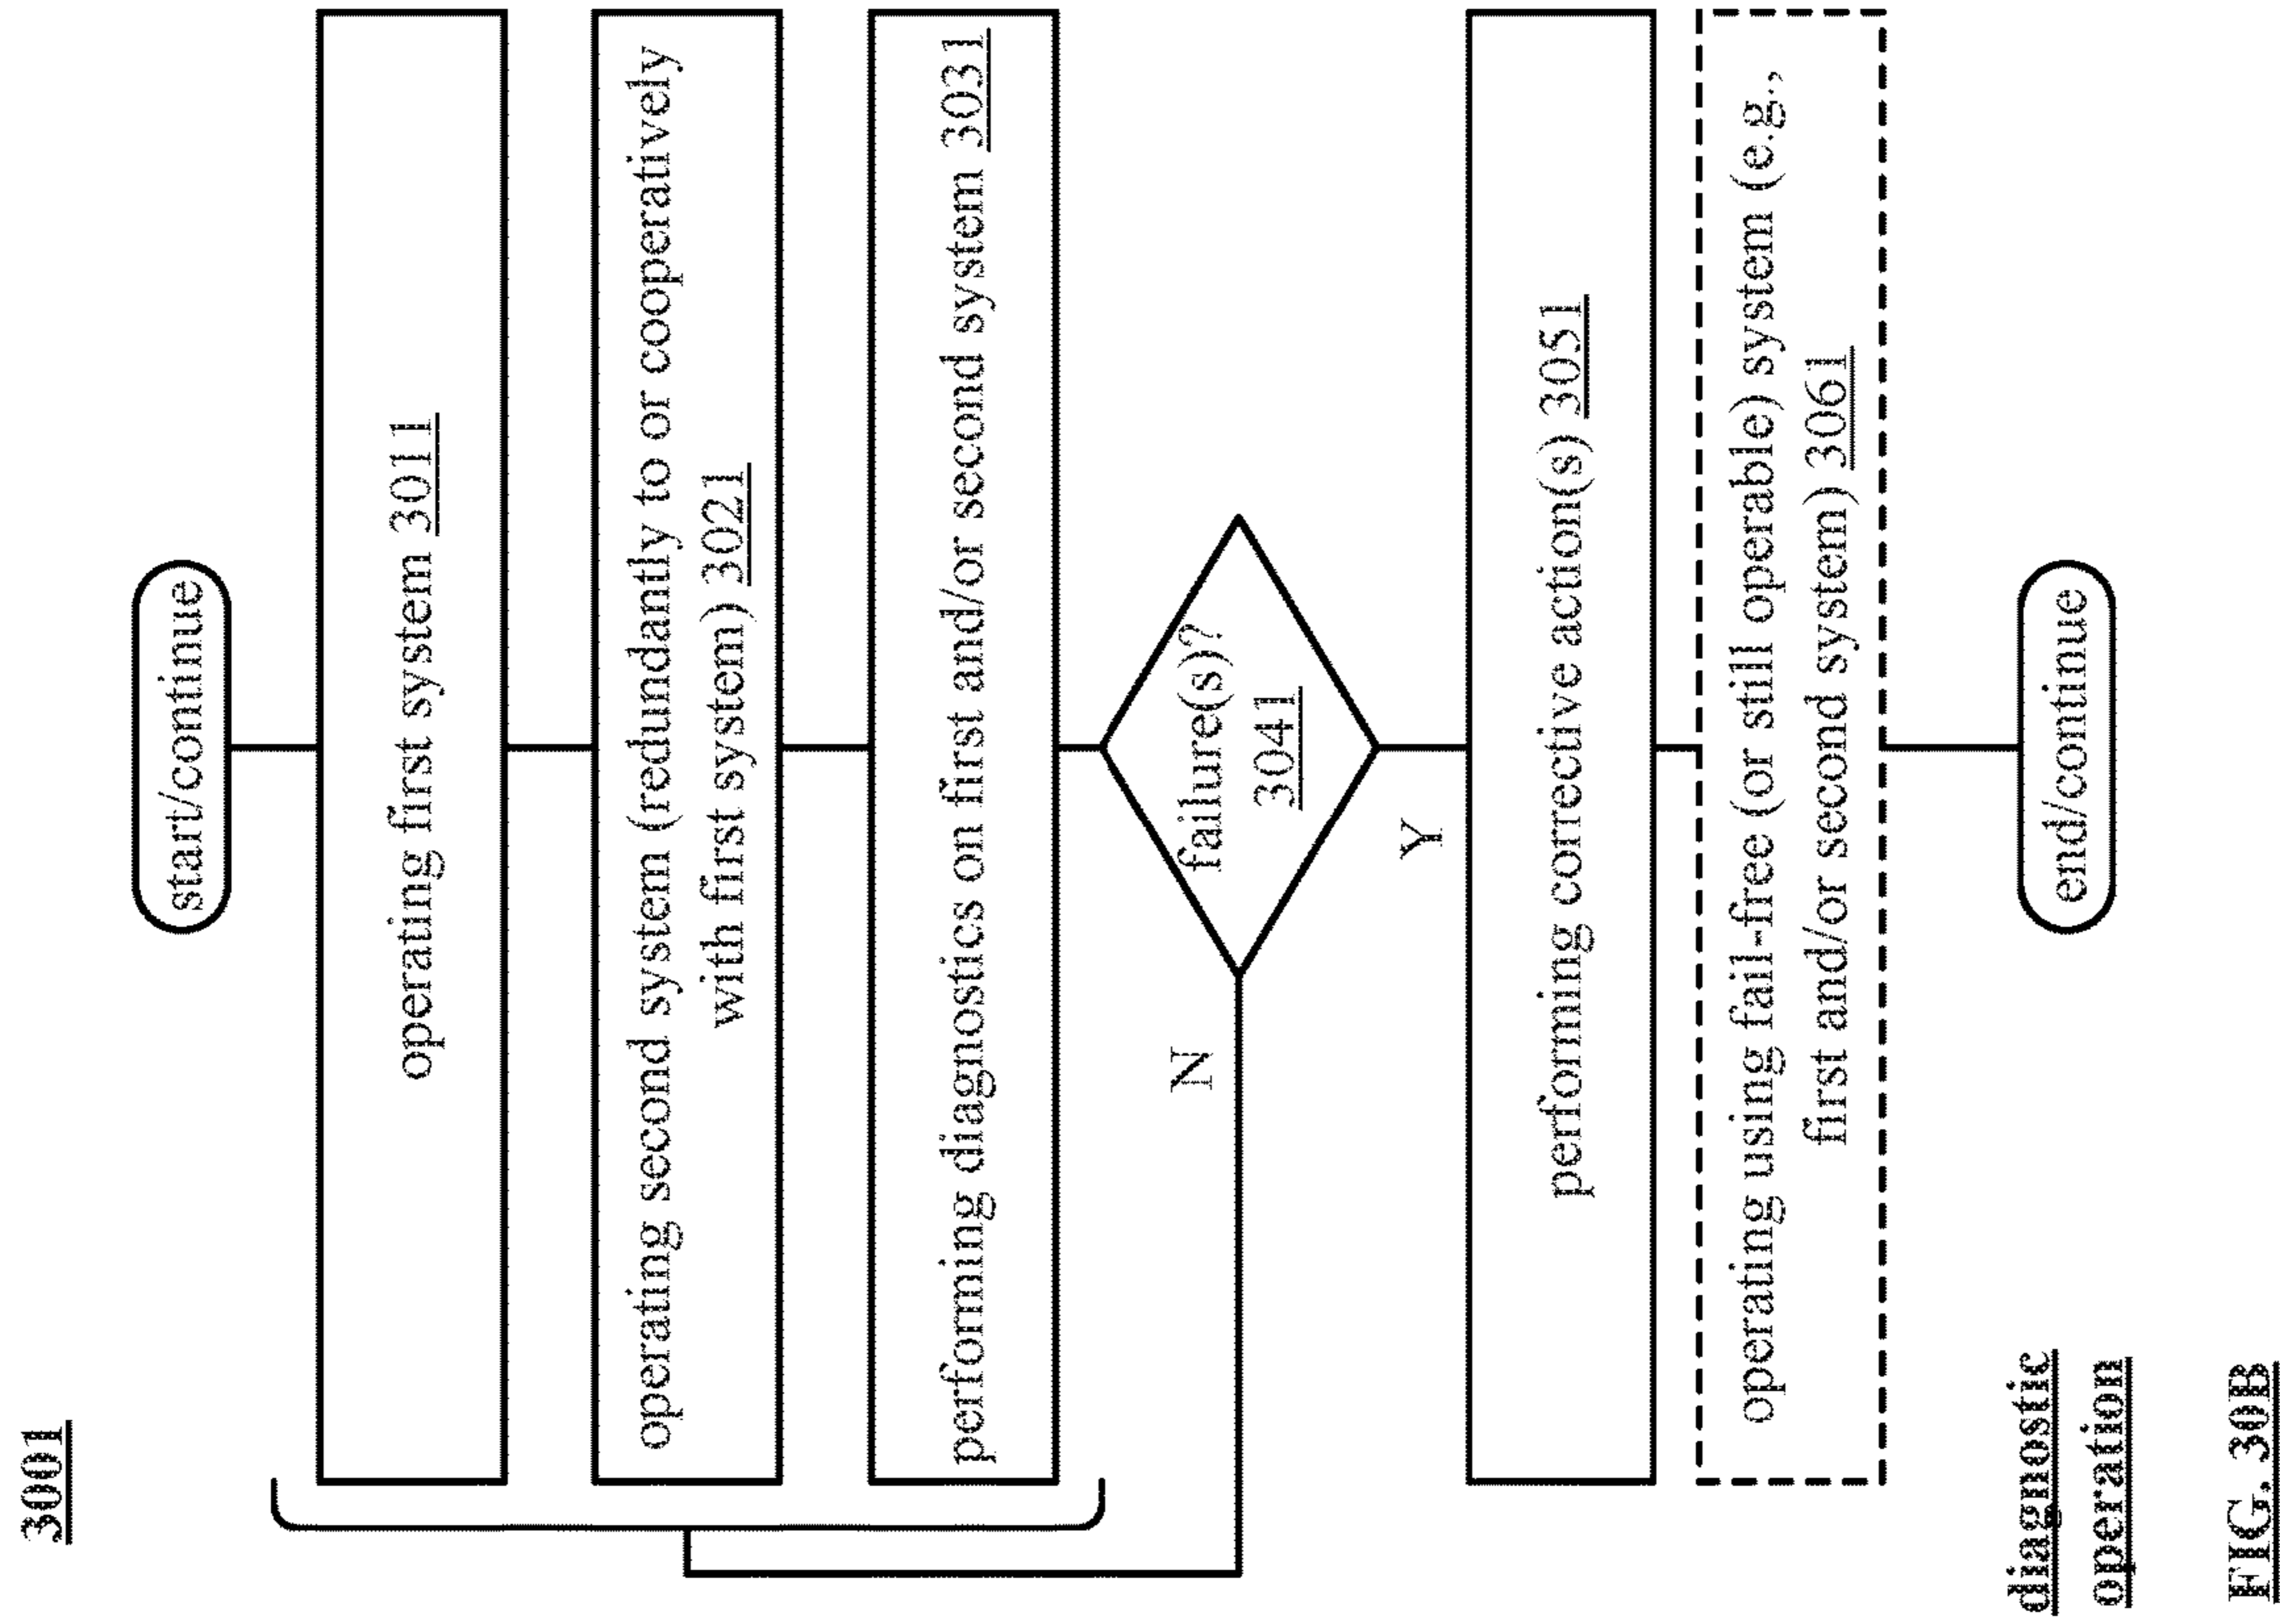 3001
start/continue
operating first system 3011
operating second system (redundantly to or cooperatively
with first system) 3021
performing diagnostics on first and/or second system 3031
failure(s)?
3041
N
Y
performing corrective action(s) 3051
operating using fail-free (or still operable) system (e.g.,
first and/or second system) 3061
end/continue
diagnostic
operation
FIG. 30B